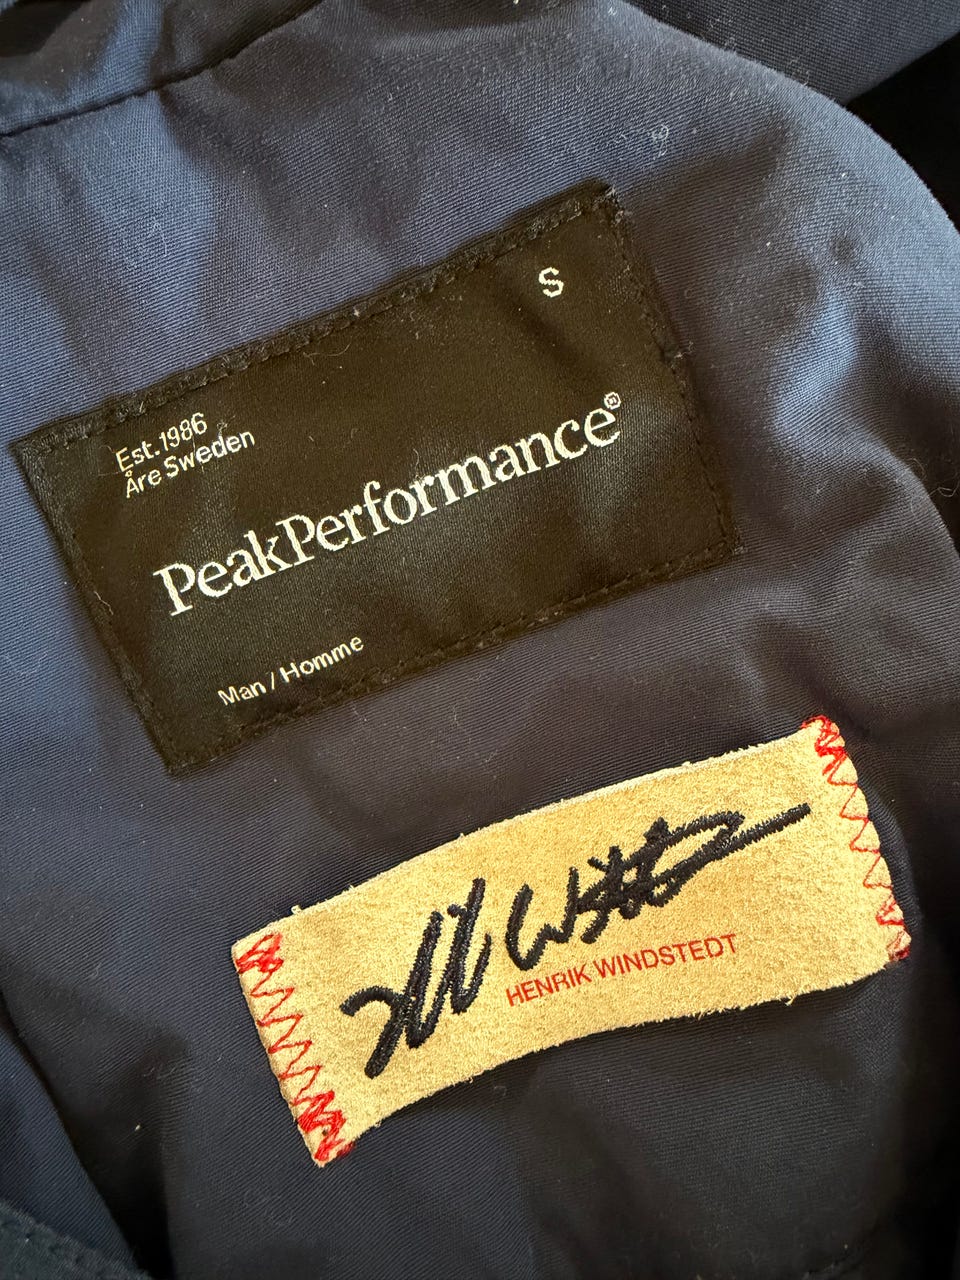 S
Est.1986
Åre Sweden
PeakPerformance®
Man / Homme
HENRIK WINDSTEDT